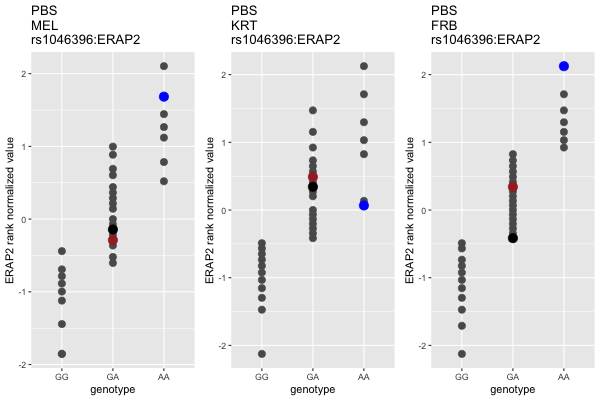 PBS
MEL
rs1046396:ERAP2
ERAP2 rank normalized value
2
1
0
-1
-2
GG GA AA
genotype
PBS
KRT
rs1046396:ERAP2
ERAP2 rank normalized value
2
1
0
-1
-2
GG GA AA
genotype
PBS
FRB
rs1046396:ERAP2
ERAP2 rank normalized value
2
1
0
-1
-2
GG GA AA
genotype